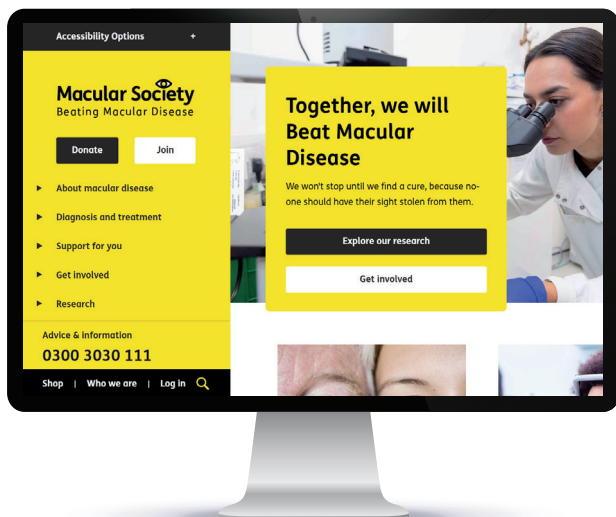 Accessibility Options +
Macular Society
Beating Macular Disease
Donate Join
About macular disease
Diagnosis and treatment
Support for you
Get involved
Research
Advice & information
0300 3030 111
Shop | Who we are | Log in
Together, we will
Beat Macular
Disease
We won't stop until we find a cure, because no-
one should have their sight stolen from them.
Explore our research
Get involved